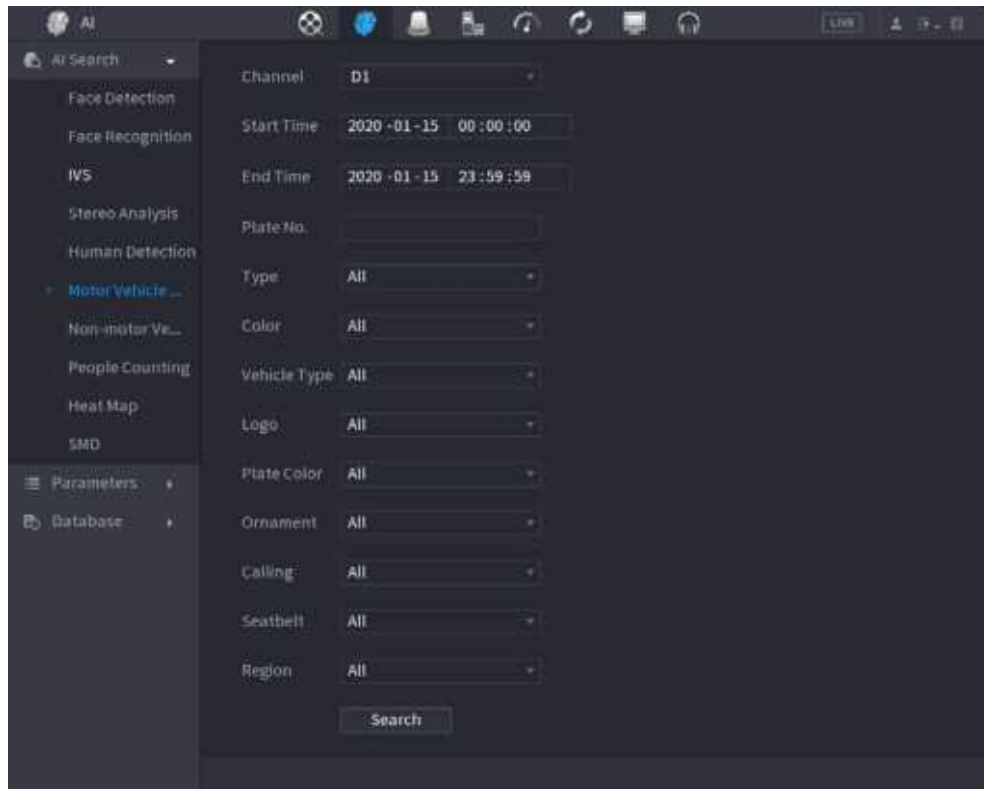 AI
LIVE
AI Search
Face Detection
Face Recognition
IVS
Stereo Analysis
Human Detection
Motor Vehicle ...
Non-motor Ve...
People Counting
Heat Map
SMD
Parameters
Database
Channel D1
Start Time 2020 -01 -15 00 :00 :00
End Time 2020 -01 -15 23 :59 :59
Plate No.
Type All
Color All
Vehicle Type All
Logo All
Plate Color All
Ornament All
Calling All
Seatbelt All
Region All
Search